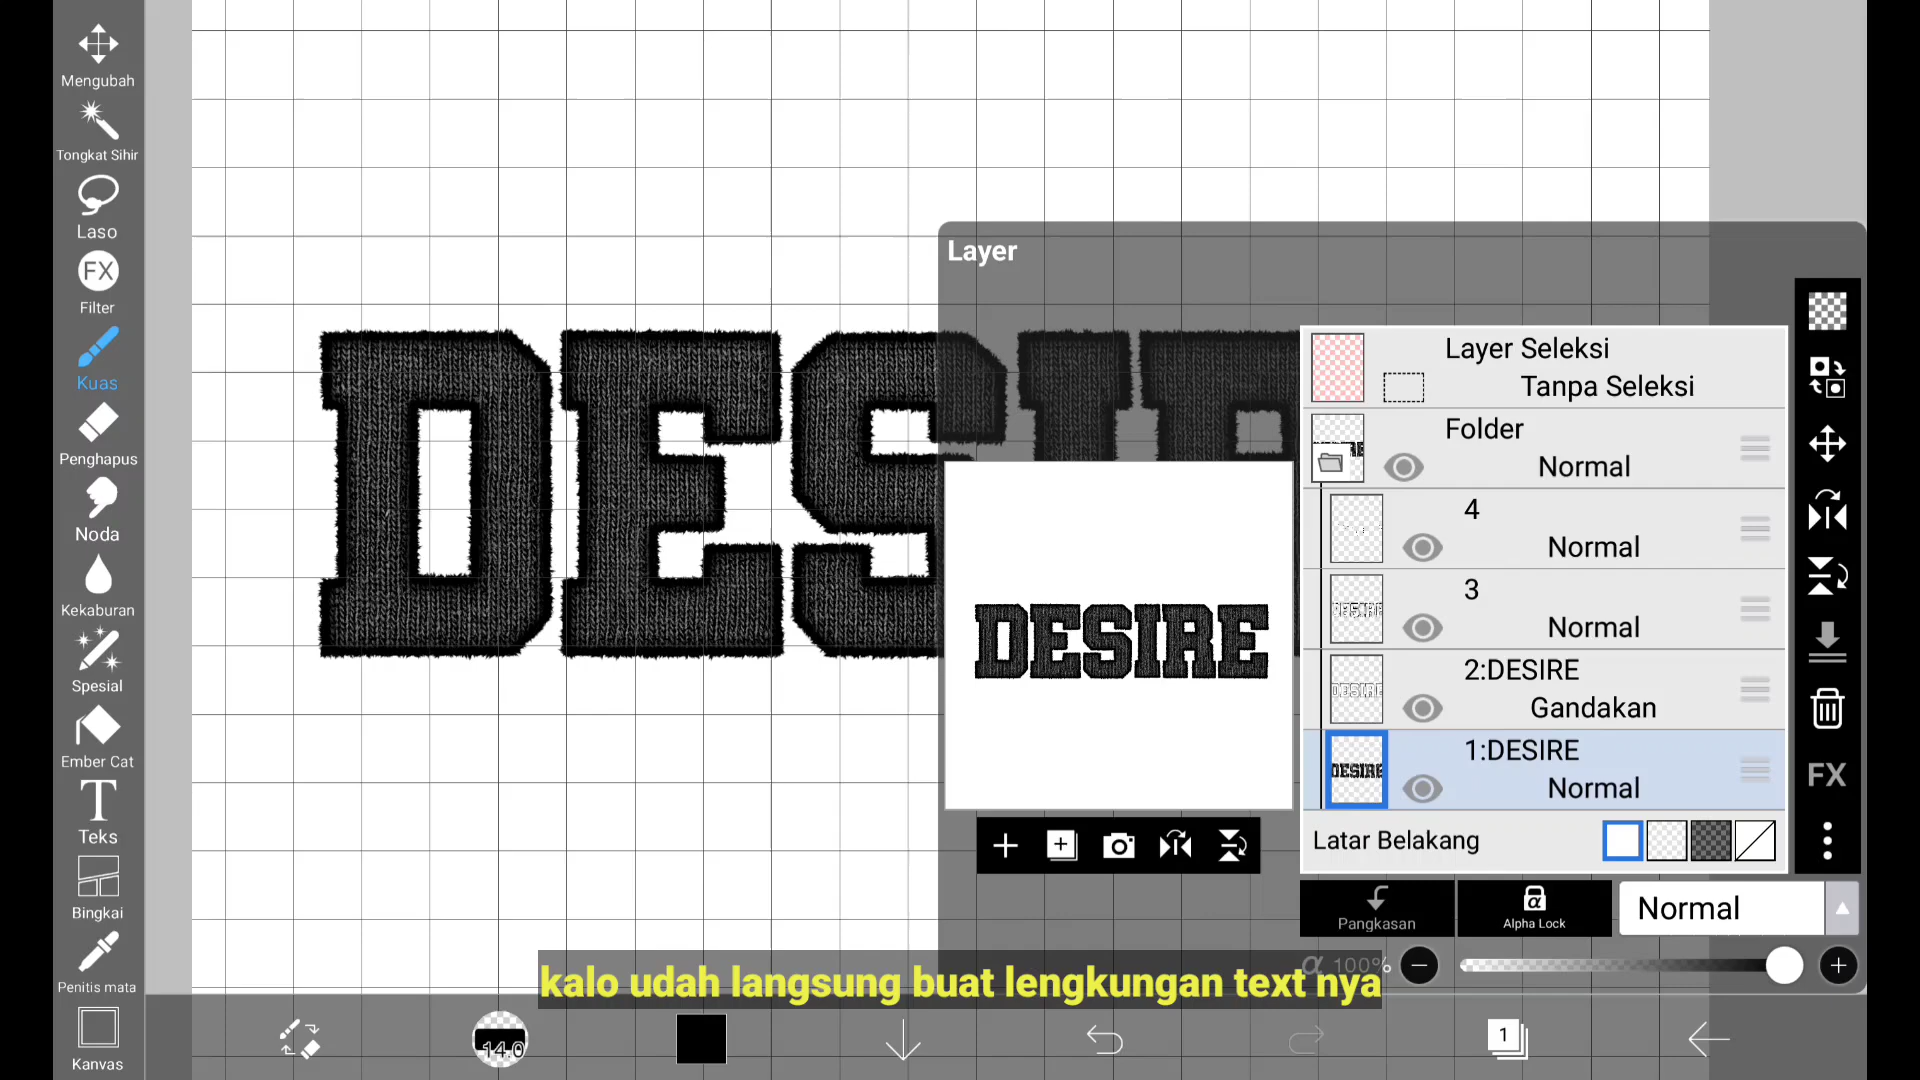 Mengubah
Tongkat Sihir
Laso
FX
Filter
Kuas
Penghapus
Noda
Kekaburan
Spesial
Ember Cat
T
Teks
Bingkai
Penitis mata
Kanvas
DESIRE
Layer
DESIRE
Layer Seleksi
Tanpa Seleksi
Folder
Normal
4
Normal
3
Normal
2:DESIRE
Gandakan
1:DESIRE
Normal
Latar Belakang
FX
Pangkasan
α
Alpha Lock
Normal
α 100%
kalo udah langsung buat lengkungan text nya
14.0
1